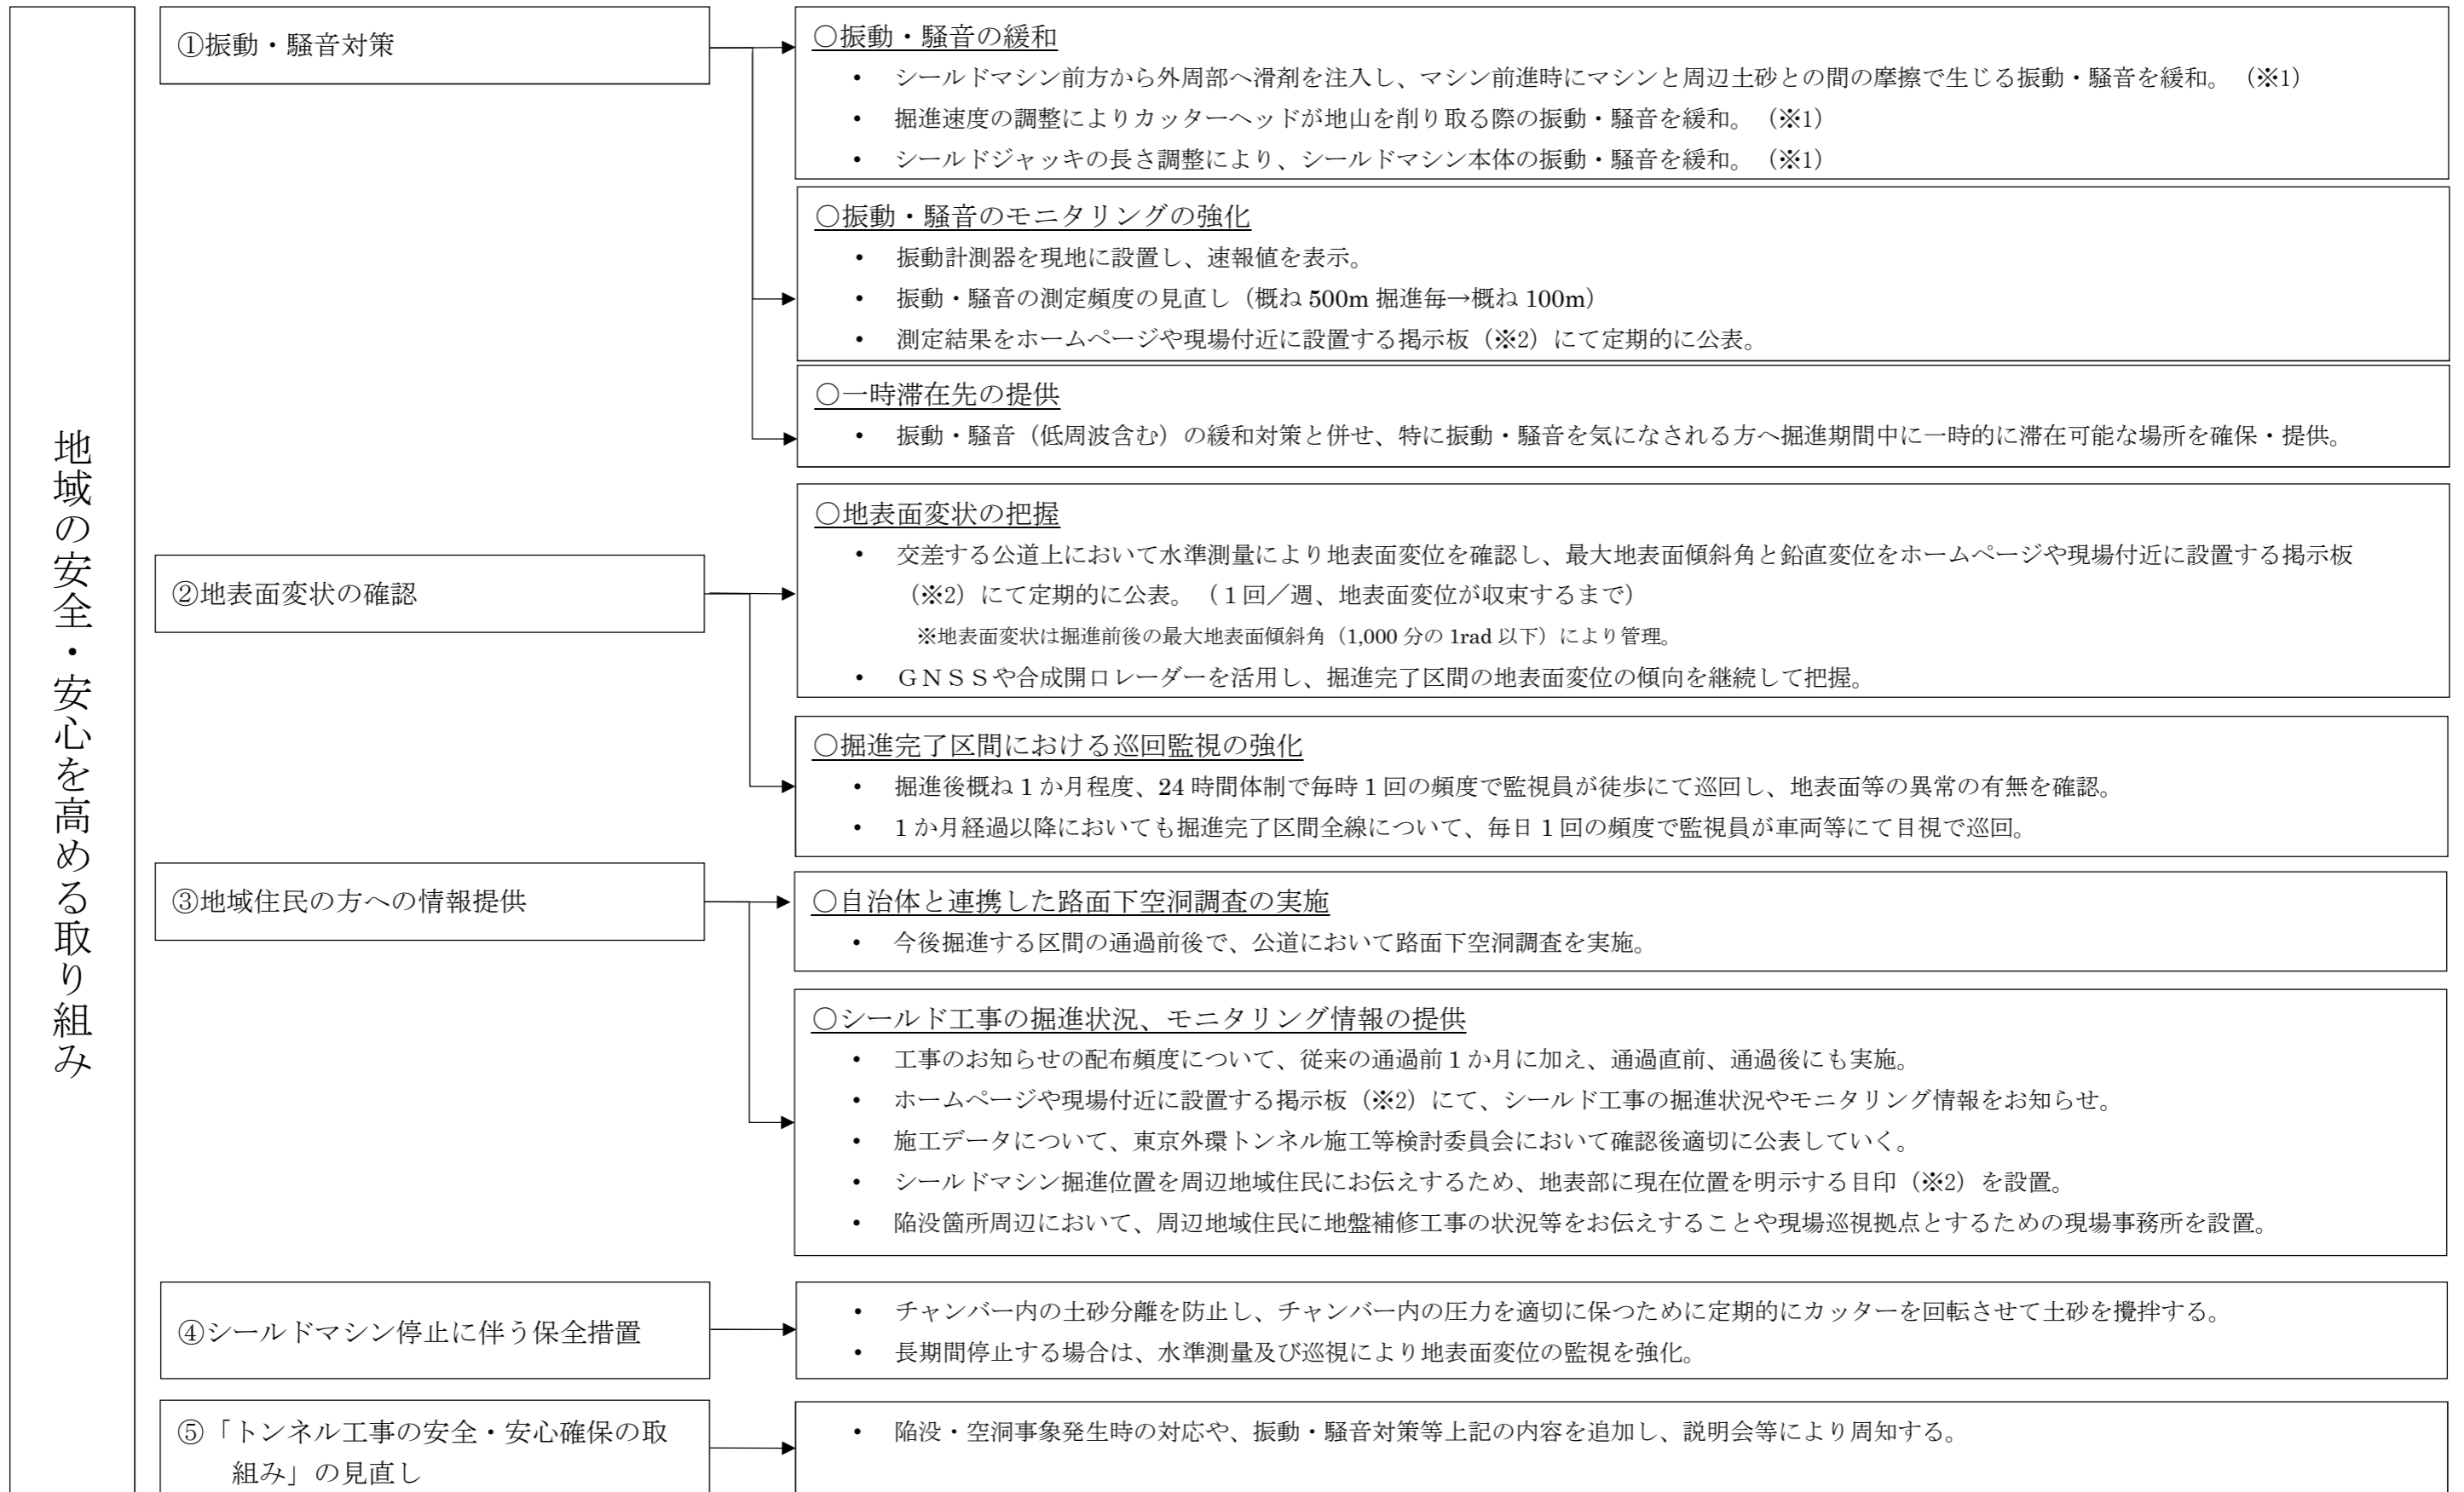 地域の安全・安心を高める取り組み
①振動・騒音対策
〇振動・騒音の緩和
• シールドマシン前方から外周部へ滑剤を注入し、マシン前進時にマシンと周辺土砂との間の摩擦で生じる振動・騒音を緩和。（※1）
• 掘進速度の調整によりカッターヘッドが地山を削り取る際の振動・騒音を緩和。（※1）
• シールドジャッキの長さ調整により、シールドマシン本体の振動・騒音を緩和。（※1）
〇振動・騒音のモニタリングの強化
• 振動計測器を現地に設置し、速報値を表示。
• 振動・騒音の測定頻度の見直し（概ね 500m 掘進毎→概ね 100m）
• 測定結果をホームページや現場付近に設置する掲示板（※2）にて定期的に公表。
〇一時滞在先の提供
• 振動・騒音（低周波含む）の緩和対策と併せ、特に振動・騒音を気になされる方へ掘進期間中に一時的に滞在可能な場所を確保・提供。
②地表面変状の確認
〇地表面変状の把握
• 交差する公道上において水準測量により地表面変位を確認し、最大地表面傾斜角と鉛直変位をホームページや現場付近に設置する掲示板
（※2）にて定期的に公表。（１回／週、地表面変位が収束するまで）
※地表面変状は掘進前後の最大地表面傾斜角（1,000 分の 1rad 以下）により管理。
• ＧＮＳＳや合成開口レーダーを活用し、掘進完了区間の地表面変位の傾向を継続して把握。
〇掘進完了区間における巡回監視の強化
• 掘進後概ね 1 か月程度、24 時間体制で毎時 1 回の頻度で監視員が徒歩にて巡回し、地表面等の異常の有無を確認。
• 1 か月経過以降においても掘進完了区間全線について、毎日 1 回の頻度で監視員が車両等にて目視で巡回。
③地域住民の方への情報提供
〇自治体と連携した路面下空洞調査の実施
• 今後掘進する区間の通過前後で、公道において路面下空洞調査を実施。
〇シールド工事の掘進状況、モニタリング情報の提供
• 工事のお知らせの配布頻度について、従来の通過前１か月に加え、通過直前、通過後にも実施。
• ホームページや現場付近に設置する掲示板（※2）にて、シールド工事の掘進状況やモニタリング情報をお知らせ。
• 施工データについて、東京外環トンネル施工等検討委員会において確認後適切に公表していく。
• シールドマシン掘進位置を周辺地域住民にお伝えするため、地表部に現在位置を明示する目印（※2）を設置。
• 陥没箇所周辺において、周辺地域住民に地盤補修工事の状況等をお伝えすることや現場巡視拠点とするための現場事務所を設置。
④シールドマシン停止に伴う保全措置
• チャンバー内の土砂分離を防止し、チャンバー内の圧力を適切に保つために定期的にカッターを回転させて土砂を攪拌する。
• 長期間停止する場合は、水準測量及び巡視により地表面変位の監視を強化。
⑤「トンネル工事の安全・安心確保の取
組み」の見直し
• 陥没・空洞事象発生時の対応や、振動・騒音対策等上記の内容を追加し、説明会等により周知する。